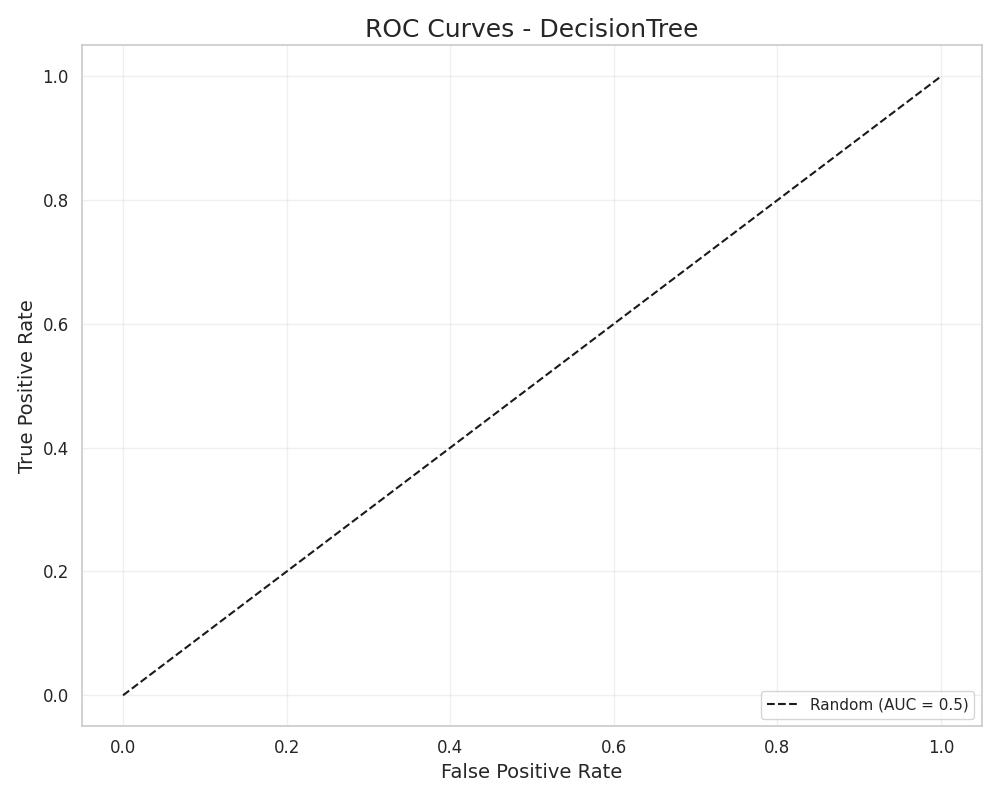 ROC Curves - DecisionTree
True Positive Rate
1.0
0.8
0.6
0.4
0.2
0.0
Random (AUC = 0.5)
0.0 0.2 0.4 0.6 0.8 1.0
False Positive Rate